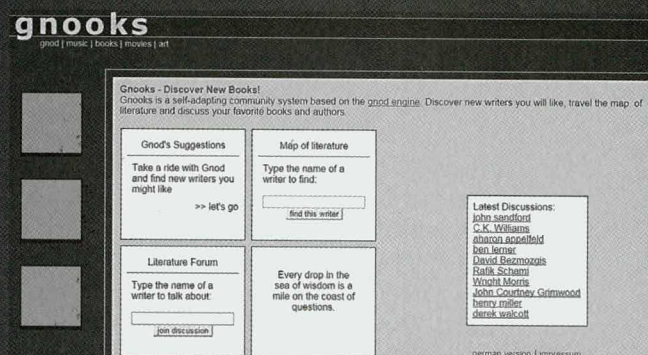 gnooks
gnod | music | books | movies | art
Gnooks - Discover New Books!
Gnooks is a self-adapting community system based on the gnod engine. Discover new writers you will like, travel the map of
literature and discuss your favorite books and authors.
Gnod's Suggestions
Take a ride with Gnod
and find new writers you
might like
>> let's go
Map of literature
Type the name of a
writer to find:
find this writer
Literature Forum
Type the name of a
writer to talk about:
join discussion
Every drop in the
sea of wisdom is a
mile on the coast of
questions.
Latest Discussions:
john sandford
C.K. Williams
aharon appelfeld
ben lerner
David Bezmozgis
Rafik Schami
Wright Morris
John Courtney Grimwood
henry miller
derek walcott
german version | impressum